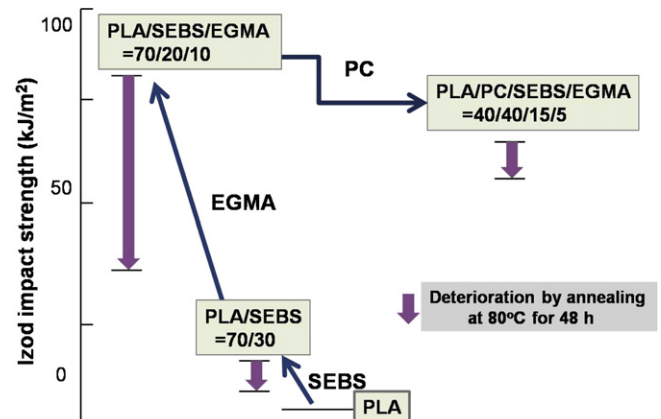 100
PLA/SEBS/EGMA
=70/20/10
PC
PLA/PC/SEBS/EGMA
=40/40/15/5
Izod impact strength (kJ/m²)
50
EGMA
Deterioration by annealing
at 80ºC for 48 h
PLA/SEBS
=70/30
0
SEBS
PLA